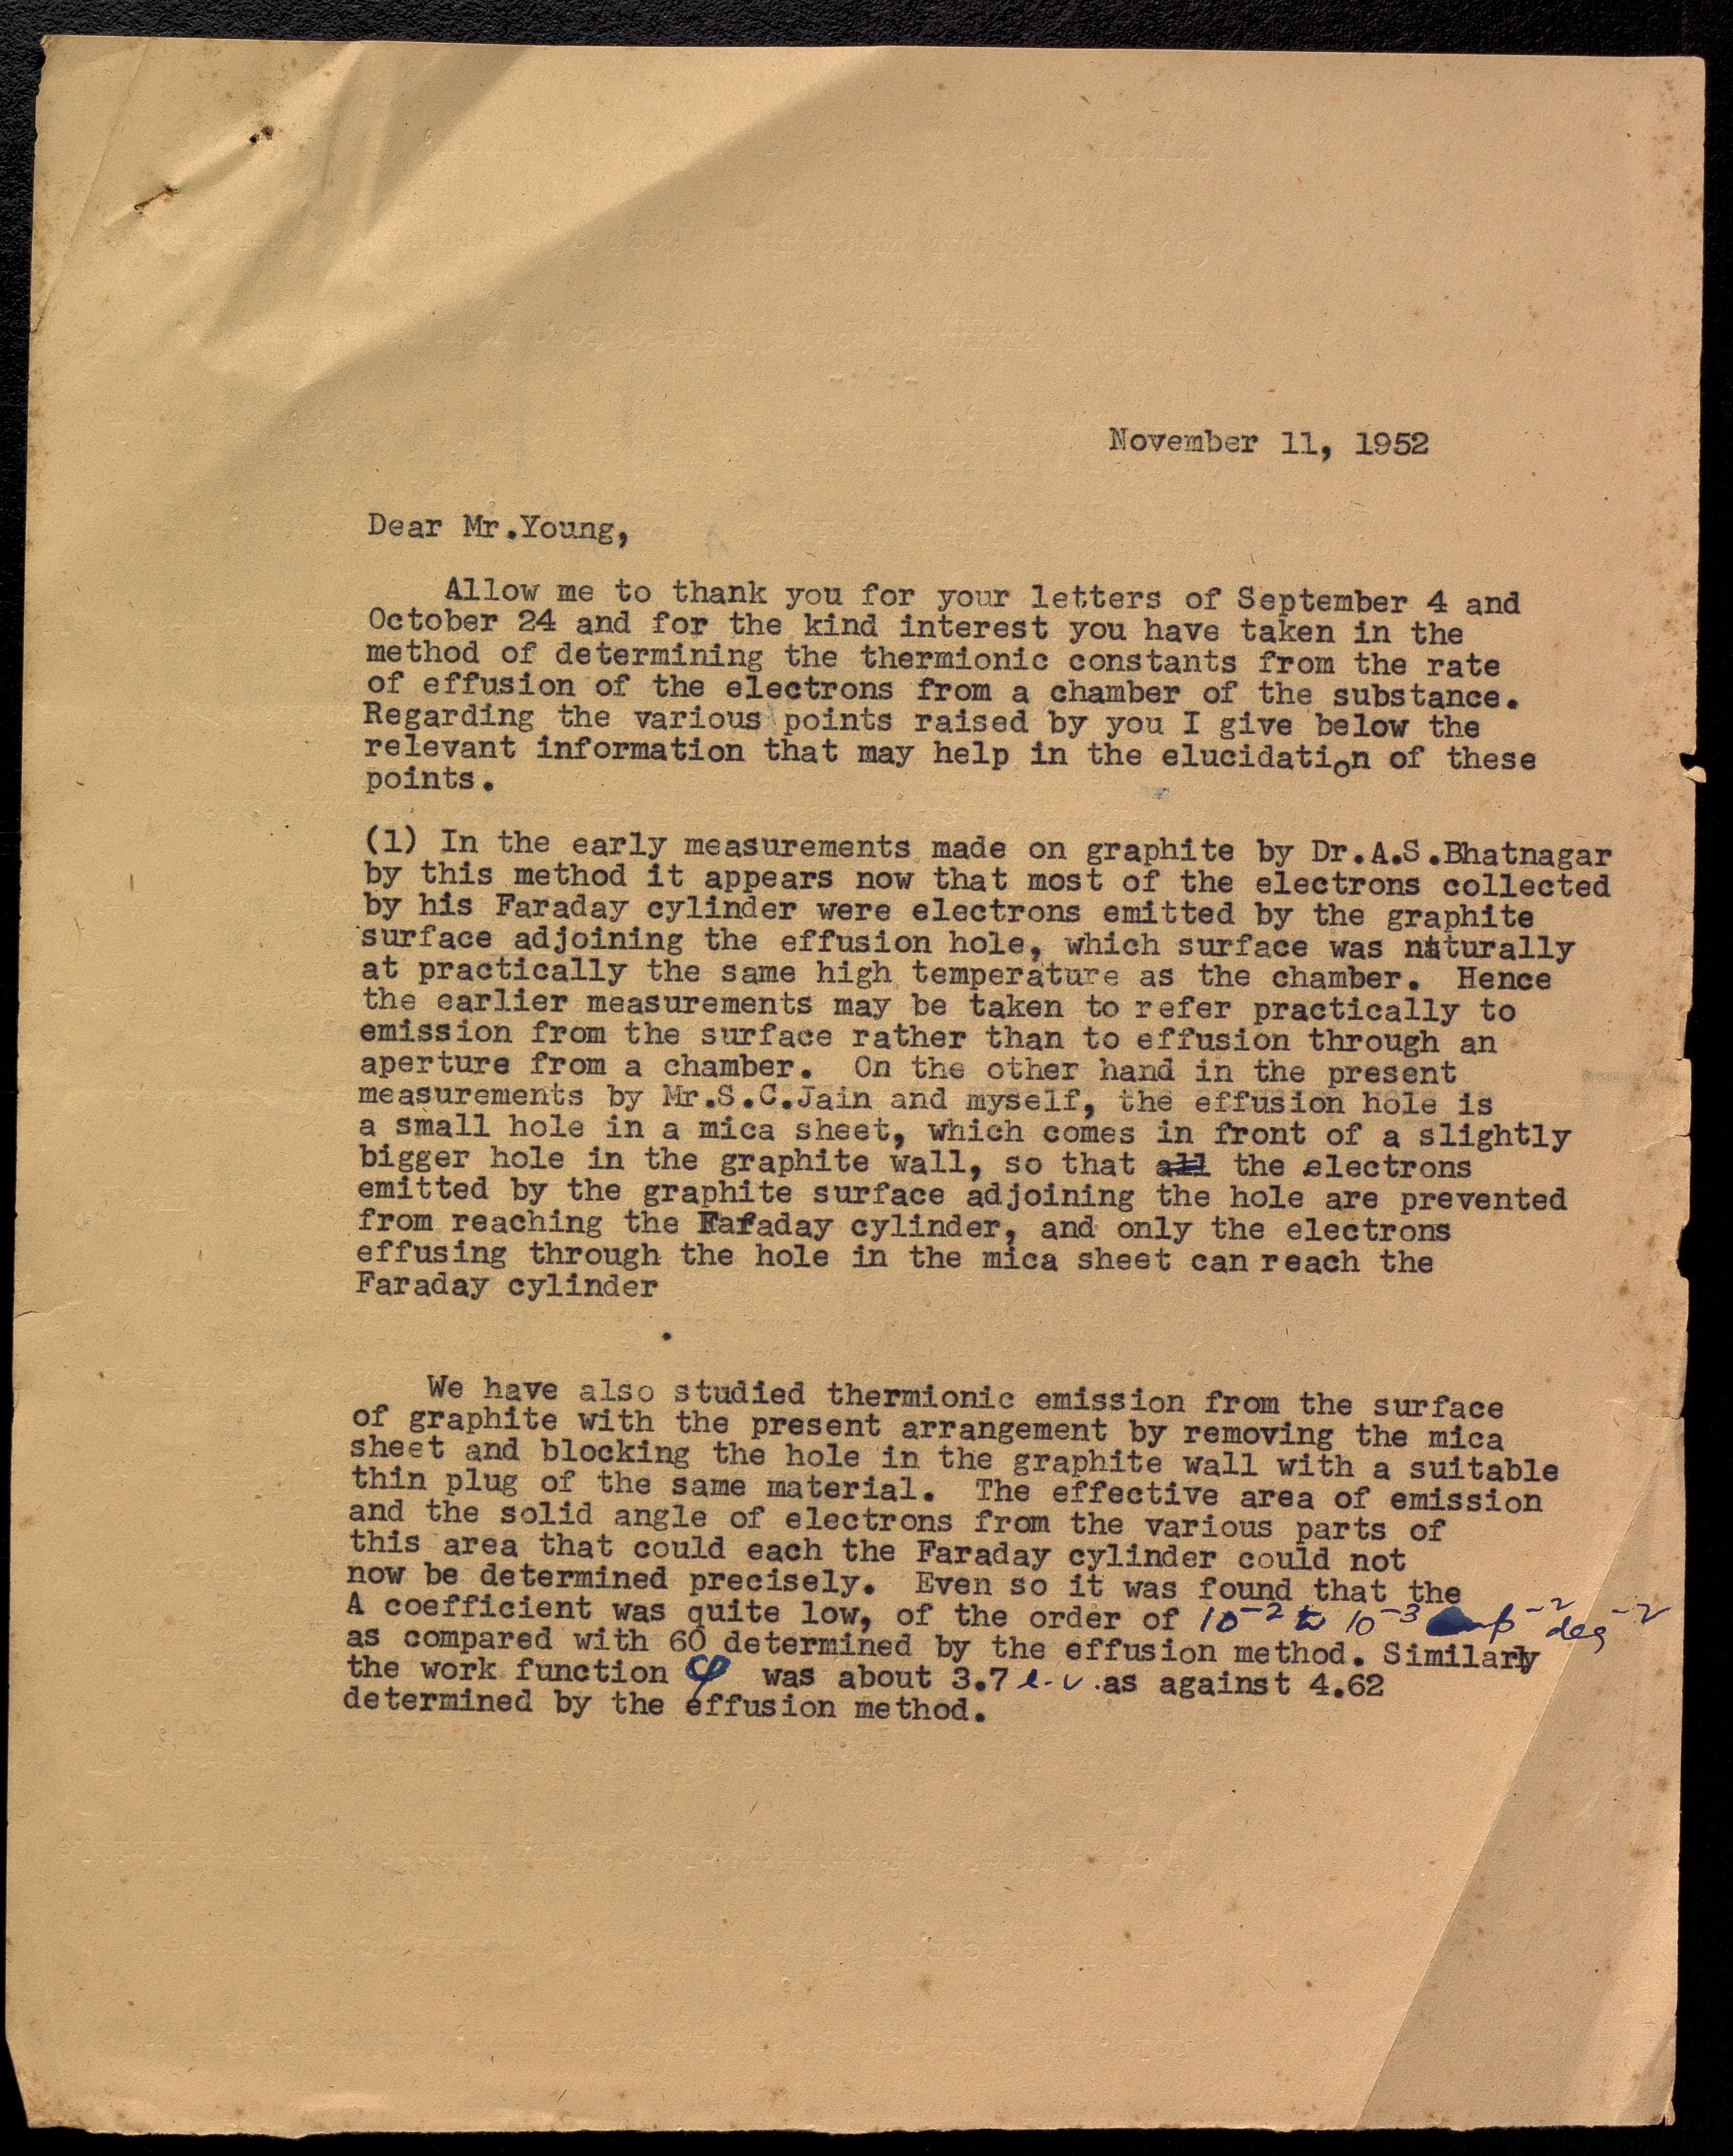 November 11, 1952
Dear Mr.Young,
Allow me to thank you for your letters of September 4 and
October 24 and for the kind interest you have taken in the
method of determining the thermionic constants from the rate
of effusion of the electrons from a chamber of the substance.
Regarding the various points raised by you I give below the
relevant information that may help in the elucidation of these
points.
(1) In the early measurements made on graphite by Dr.A.S.Bhatnagar
by this method it appears now that most of the electrons collected
by his Faraday cylinder were electrons emitted by the graphite
surface adjoining the effusion hole, which surface was naturally
at practically the same high temperature as the chamber. Hence
the earlier measurements may be taken to refer practically to
emission from the surface rather than to effusion through an
aperture from a chamber. On the other hand in the present
measurements by Mr.S.C.Jain and myself, the effusion hole is
a small hole in a mica sheet, which comes in front of a slightly
bigger hole in the graphite wall, so that all the electrons
emitted by the graphite surface adjoining the hole are prevented
from reaching the Faraday cylinder, and only the electrons
effusing through the hole in the mica sheet can reach the
Faraday cylinder
.
We have also studied thermionic emission from the surface
of graphite with the present arrangement by removing the mica
sheet and blocking the hole in the graphite wall with a suitable
thin plug of the same material. The effective area of emission
and the solid angle of electrons from the various parts of
this area that could each the Faraday cylinder could not
now be determined precisely. Even so it was found that the
A coefficient was quite low, of the order of 10⁻² to 10⁻³ amp⁻² deg⁻²
as compared with 60 determined by the effusion method. Similarly
the work function φ was about 3.7 e.v. as against 4.62
determined by the effusion method.